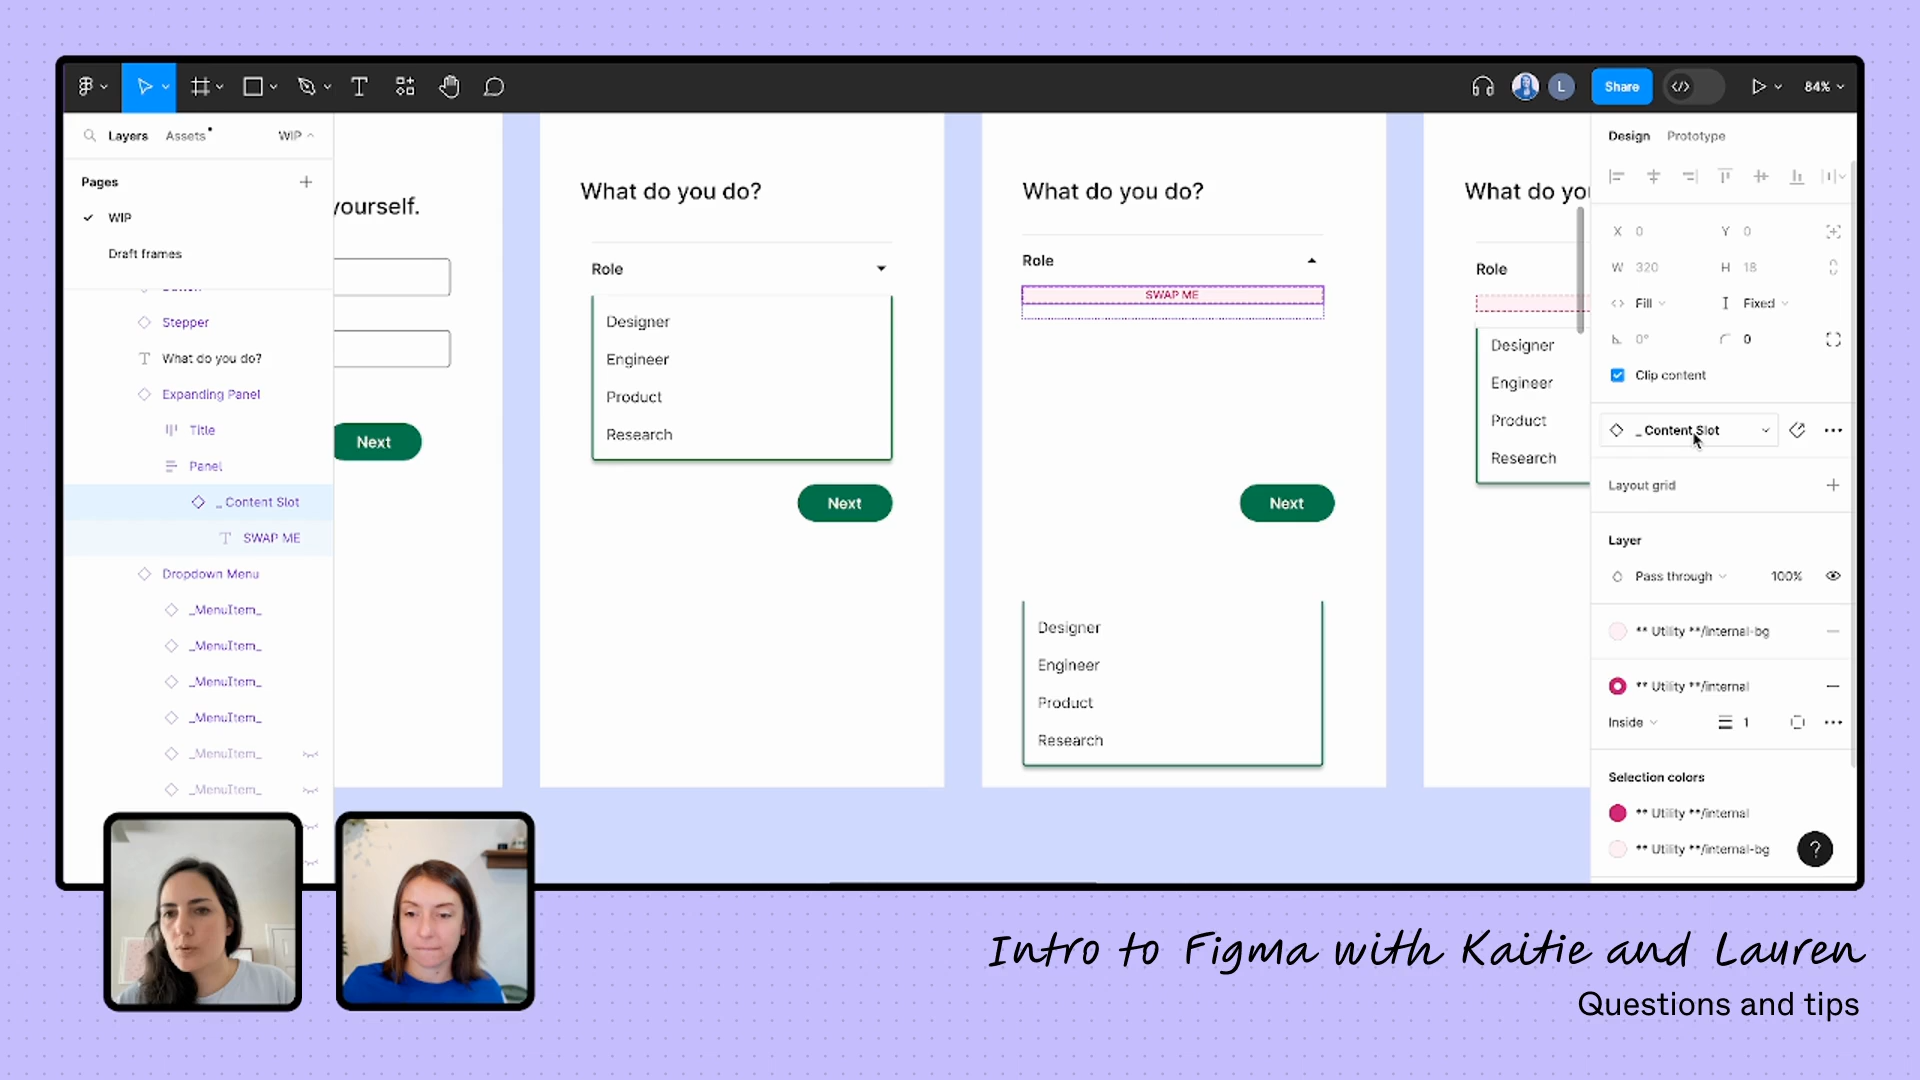 L
Share
84%
Layers
Assets
WIP
Pages
WIP
Draft frames
Button
Stepper
What do you do?
Expanding Panel
Title
Panel
_ Content Slot
SWAP ME
Dropdown Menu
_MenuItem_
_MenuItem_
_MenuItem_
_MenuItem_
_MenuItem_
_MenuItem_
yourself.
Next
What do you do?
Role
Designer
Engineer
Product
Research
Next
What do you do?
Role
SWAP ME
Next
Designer
Engineer
Product
Research
What do you
Role
Designer
Engineer
Product
Research
Design
Prototype
X 0
Y 0
W 320
H 18
Fill
Fixed
0°
0
Clip content
_ Content Slot
Layout grid
Layer
Pass through
100%
** Utility **/internal-bg
** Utility **/internal
Inside
1
Selection colors
** Utility **/internal
** Utility **/internal-bg
?
Intro to Figma with Kaitie and Lauren
Questions and tips